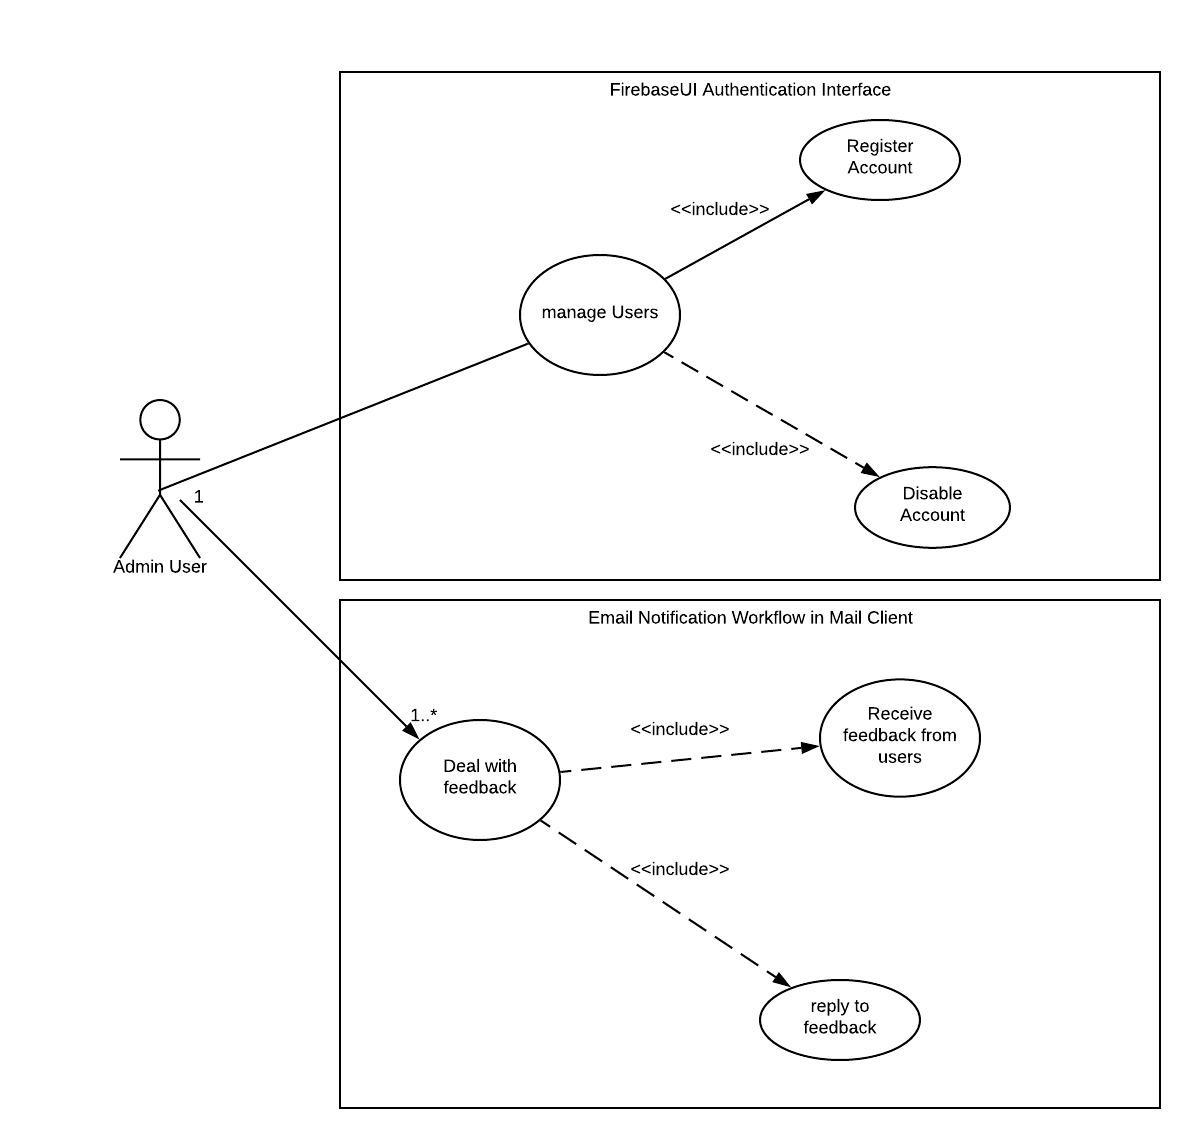 FirebaseUI Authentication Interface
Register
Account
<<include>>
manage Users
<<include>>
Disable
Account
1
Admin User
Email Notification Workflow in Mail Client
1..*
Deal with
feedback
<<include>>
Receive
feedback from
users
<<include>>
reply to
feedback